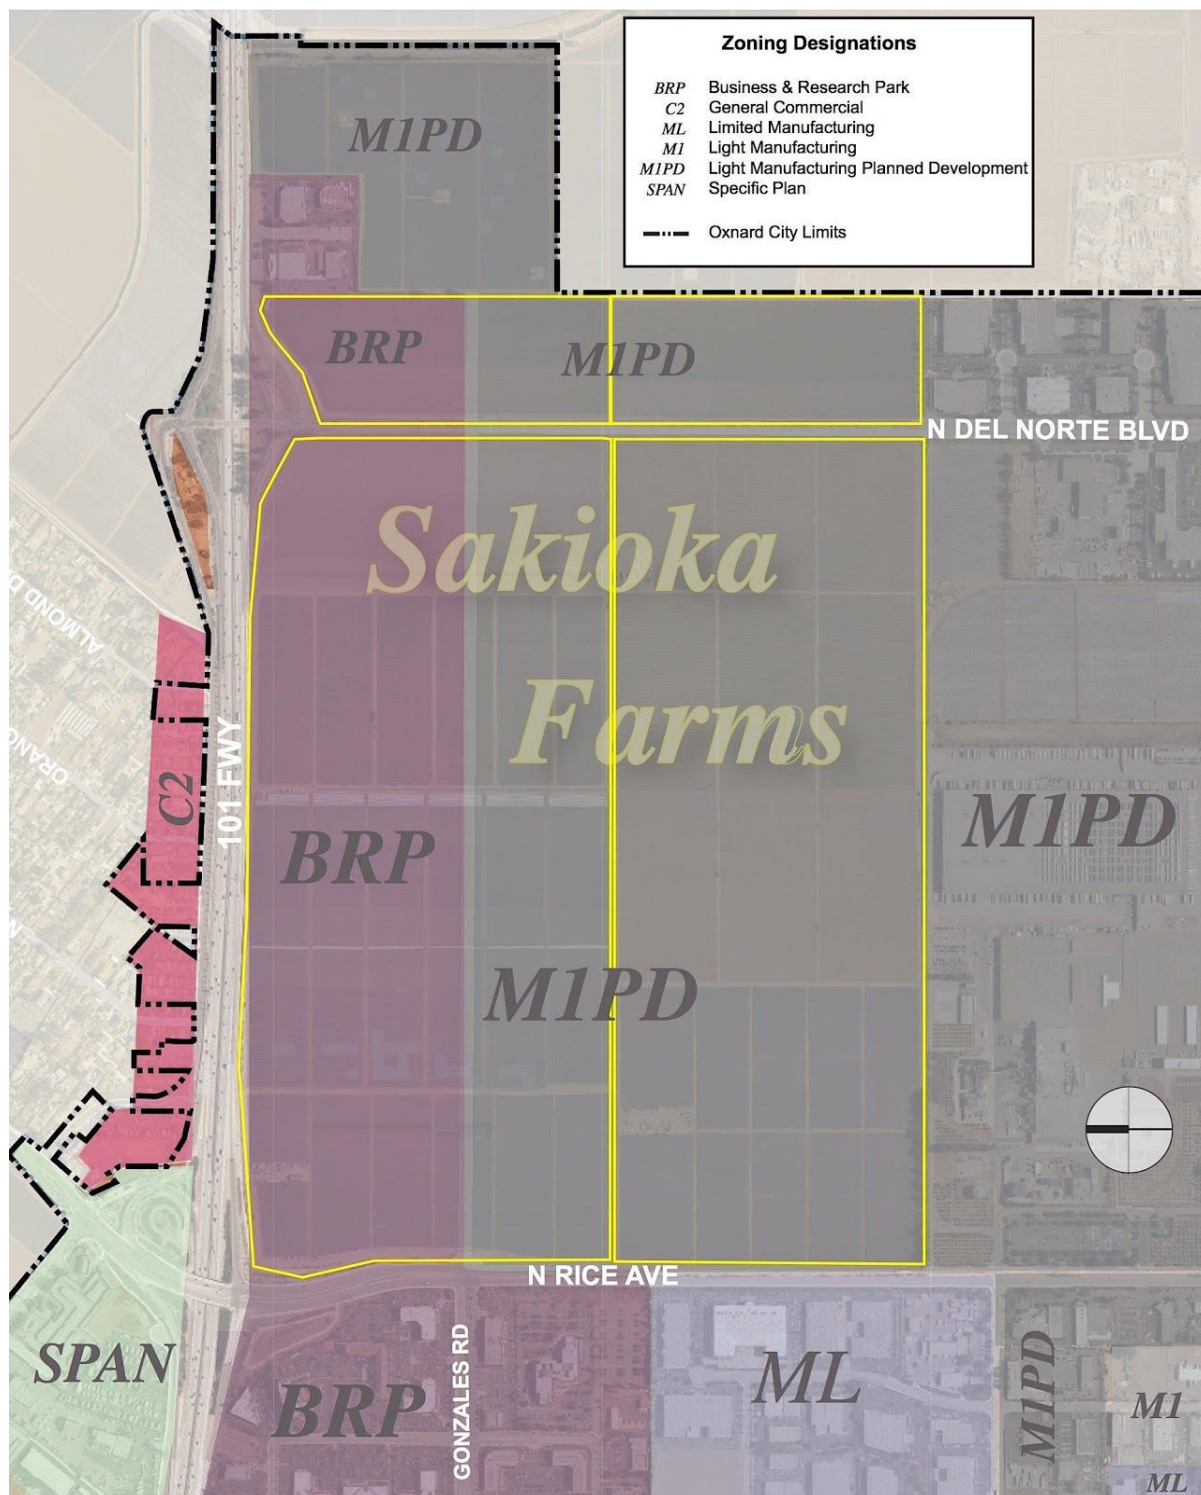 Zoning Designations
BRP Business & Research Park
C2 General Commercial
ML Limited Manufacturing
M1 Light Manufacturing
M1PD Light Manufacturing Planned Development
SPAN Specific Plan
Oxnard City Limits
M1PD
BRP
M1PD
N DEL NORTE BLVD
Sakioka
Farms
ALMOND
C2
101 FWY
BRP
M1PD
M1PD
N RICE AVE
SPAN
BRP
GONZALES RD
ML
M1PD
M1
ML